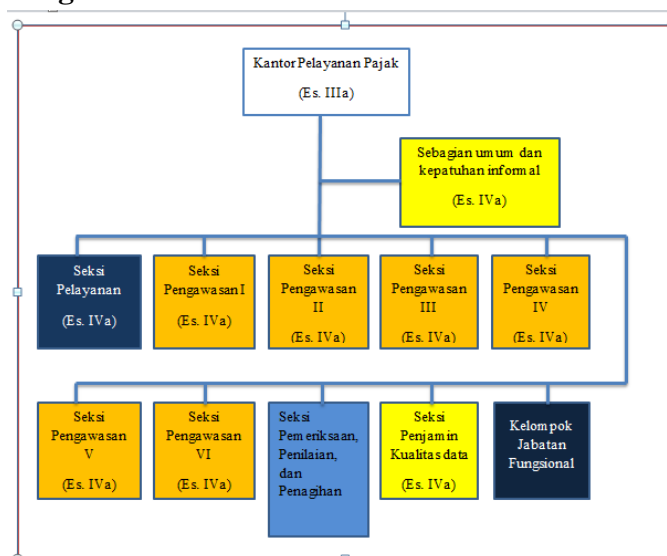 Kantor Pelayanan Pajak
(Es. IIIa)
Sebagian umum dan
kepatuhan informal
(Es. IVa)
Seksi
Pelayanan
(Es. IVa)
Seksi
Pengawasan I
(Es. IVa)
Seksi
Pengawasan
II
(Es. IVa)
Seksi
Pengawasan
III
(Es. IVa)
Seksi
Pengawasan
IV
(Es. IVa)
Seksi
Pengawasan
V
(Es. IVa)
Seksi
Pengawasan
VI
(Es. IVa)
Seksi
Pemeriksaan,
Penilaian,
dan
Penagihan
Seksi
Penjamin
Kualitas data
(Es. IVa)
Kelompok
Jabatan
Fungsional